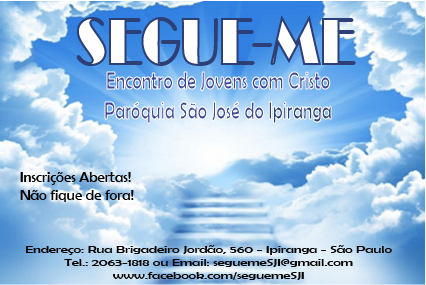 SEGUE-ME
Encontro de Jovens com Cristo
Paróquia São José do Ipiranga
Inscrições Abertas!
Não fique de fora!
Endereço: Rua Brigadeiro Jordão, 560 - Ipiranga - São Paulo
Tel.: 2063-1818 ou Email: seguemeSJI@gmail.com
www.facebook.com/seguemeSJI